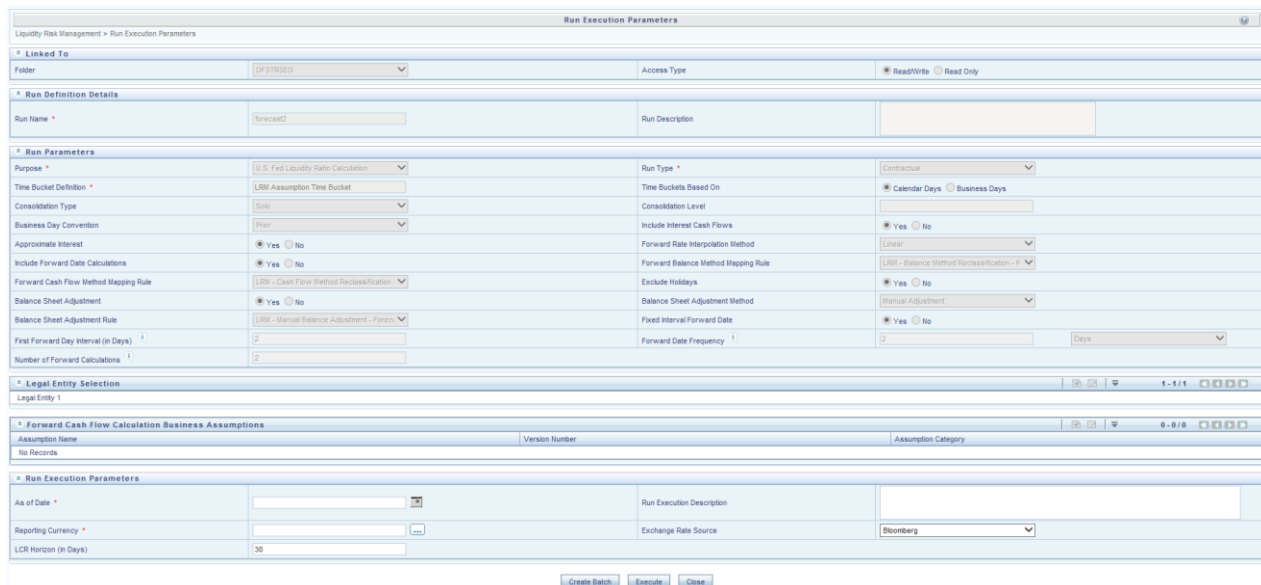 Run Execution Parameters
Liquidity Risk Management > Run Execution Parameters
Linked To
Folder OFSTRSEG Access Type Read/Write Read Only
Run Definition Details
Run Name * forecast2 Run Description
Run Parameters
Purpose * U.S. Fed Liquidity Ratio Calculation Run Type * Contractual
Time Bucket Definition * LRM Assumption Time Bucket Time Buckets Based On Calendar Days Business Days
Consolidation Type Solo Consolidation Level
Business Day Convention Prior Include Interest Cash Flows Yes No
Approximate Interest Yes No Forward Rate Interpolation Method Linear
Include Forward Date Calculations Yes No Forward Balance Method Mapping Rule LRM - Balance Method Reclassification - F
Forward Cash Flow Method Mapping Rule LRM - Cash Flow Method Reclassification Exclude Holidays Yes No
Balance Sheet Adjustment Yes No Balance Sheet Adjustment Method Manual Adjustment
Balance Sheet Adjustment Rule LRM - Manual Balance Adjustment - Forec Fixed Interval Forward Date Yes No
First Forward Day Interval (in Days) 2 Forward Date Frequency 2 Days
Number of Forward Calculations 2
Legal Entity Selection 1-1/1
Legal Entity 1
Forward Cash Flow Calculation Business Assumptions 0-0/0
Assumption Name Version Number Assumption Category
No Records
Run Execution Parameters
As of Date * Run Execution Description
Reporting Currency * ... Exchange Rate Source Bloomberg
LCR Horizon (in Days) 30
Create Batch Execute Close